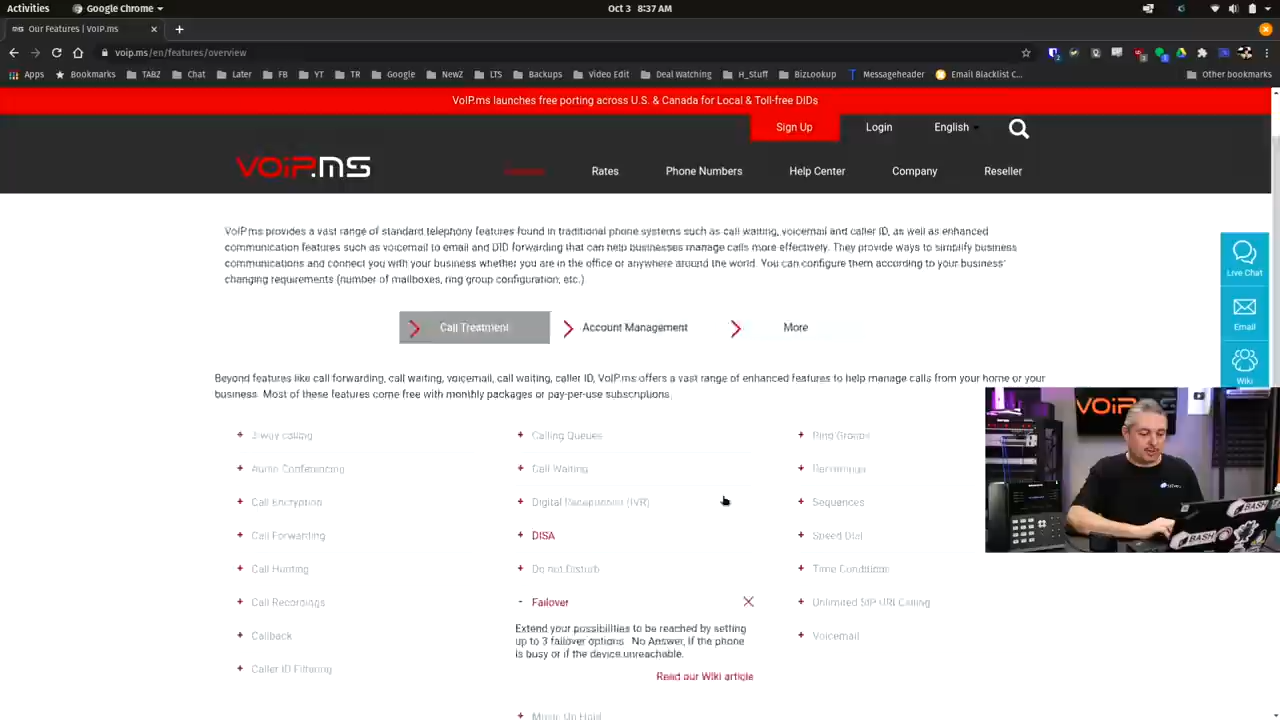 Activities
Google Chrome
Oct 3 8:37 AM
Our Features | VoIP.ms
voip.ms/en/features/overview
Apps
Bookmarks
TABZ
Chat
Later
FB
YT
TR
Google
NewZ
LTS
Backups
Video Edit
Deal Watching
H_Stuff
BizLookup
Messageheader
Email Blacklist C...
Other bookmarks
VoIP.ms launches free porting across U.S. & Canada for Local & Toll-free DIDs
Sign Up
Login
English
VOIP.MS
Rates
Phone Numbers
Help Center
Company
Reseller
VoIP.ms provides a vast range of standard telephony features found in traditional phone systems such as call waiting, voicemail and caller ID, as well as enhanced
communication features such as voicemail to email and DID forwarding that can help businesses manage calls more effectively. They provide ways to simplify business
communications and connect you with your business whether you are in the office or anywhere around the world. You can configure them according to your business'
changing requirements (number of mailboxes, ring group configuration, etc.)
Call Treatment
Account Management
More
Live Chat
Email
Wiki
Beyond features like call forwarding, call waiting, voicemail, call waiting, caller ID, VoIP.ms offers a vast range of enhanced features to help manage calls from your home or your
business. Most of these features come free with monthly packages or pay-per-use subscriptions.
+ 3-way calling
+ Audio Conferencing
+ Call Encryption
+ Call Forwarding
+ Call Hunting
+ Call Recordings
+ Callback
+ Caller ID Filtering
+ Calling Queues
+ Call Waiting
+ Digital Receptionist (IVR)
+ DISA
+ Do not Disturb
- Failover
Extend your possibilities to be reached by setting
up to 3 failover options: No Answer, if the phone
is busy or if the device unreachable.
Read our Wiki article
+ Music On Hold
+ Ring Groups
+ Recordings
+ Sequences
+ Speed Dial
+ Time Conditions
+ Unlimited SIP URI Calling
+ Voicemail
VOIP
BASH
BASH